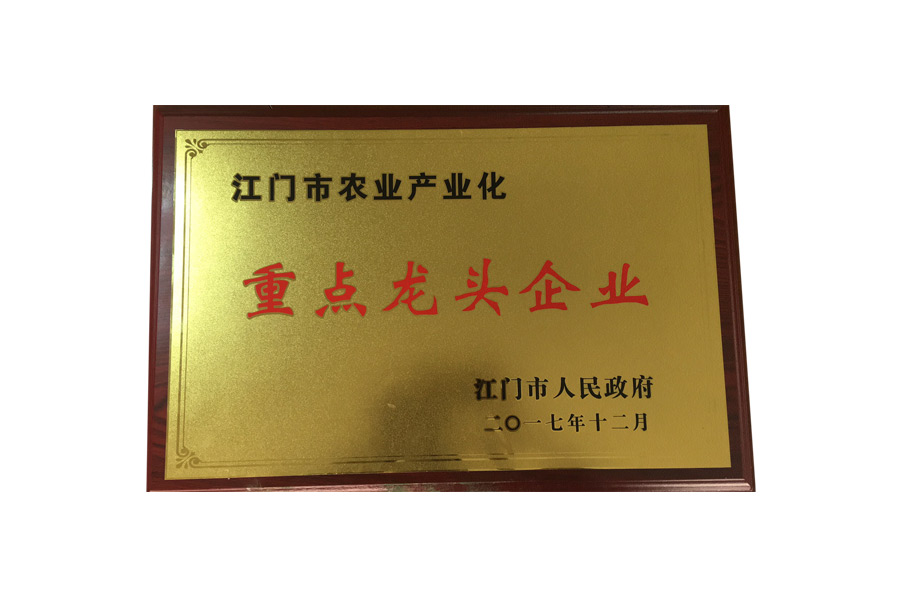 江门市农业产业化
重点龙头企业
江门市人民政府
二〇一七年十二月